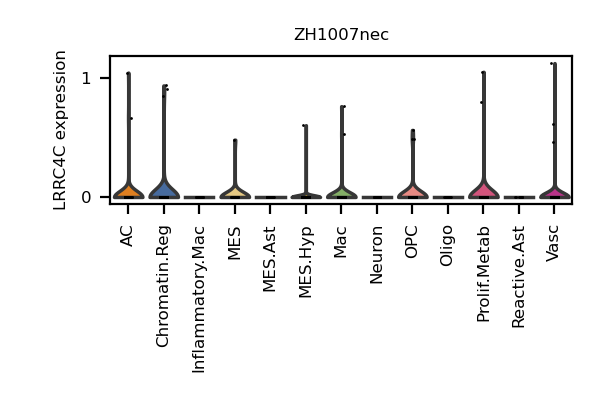 ZH1007nec
LRRC4C expression
1
0
AC
Chromatin.Reg
Inflammatory.Mac
MES
MES.Ast
MES.Hyp
Mac
Neuron
OPC
Oligo
Prolif.Metab
Reactive.Ast
Vasc